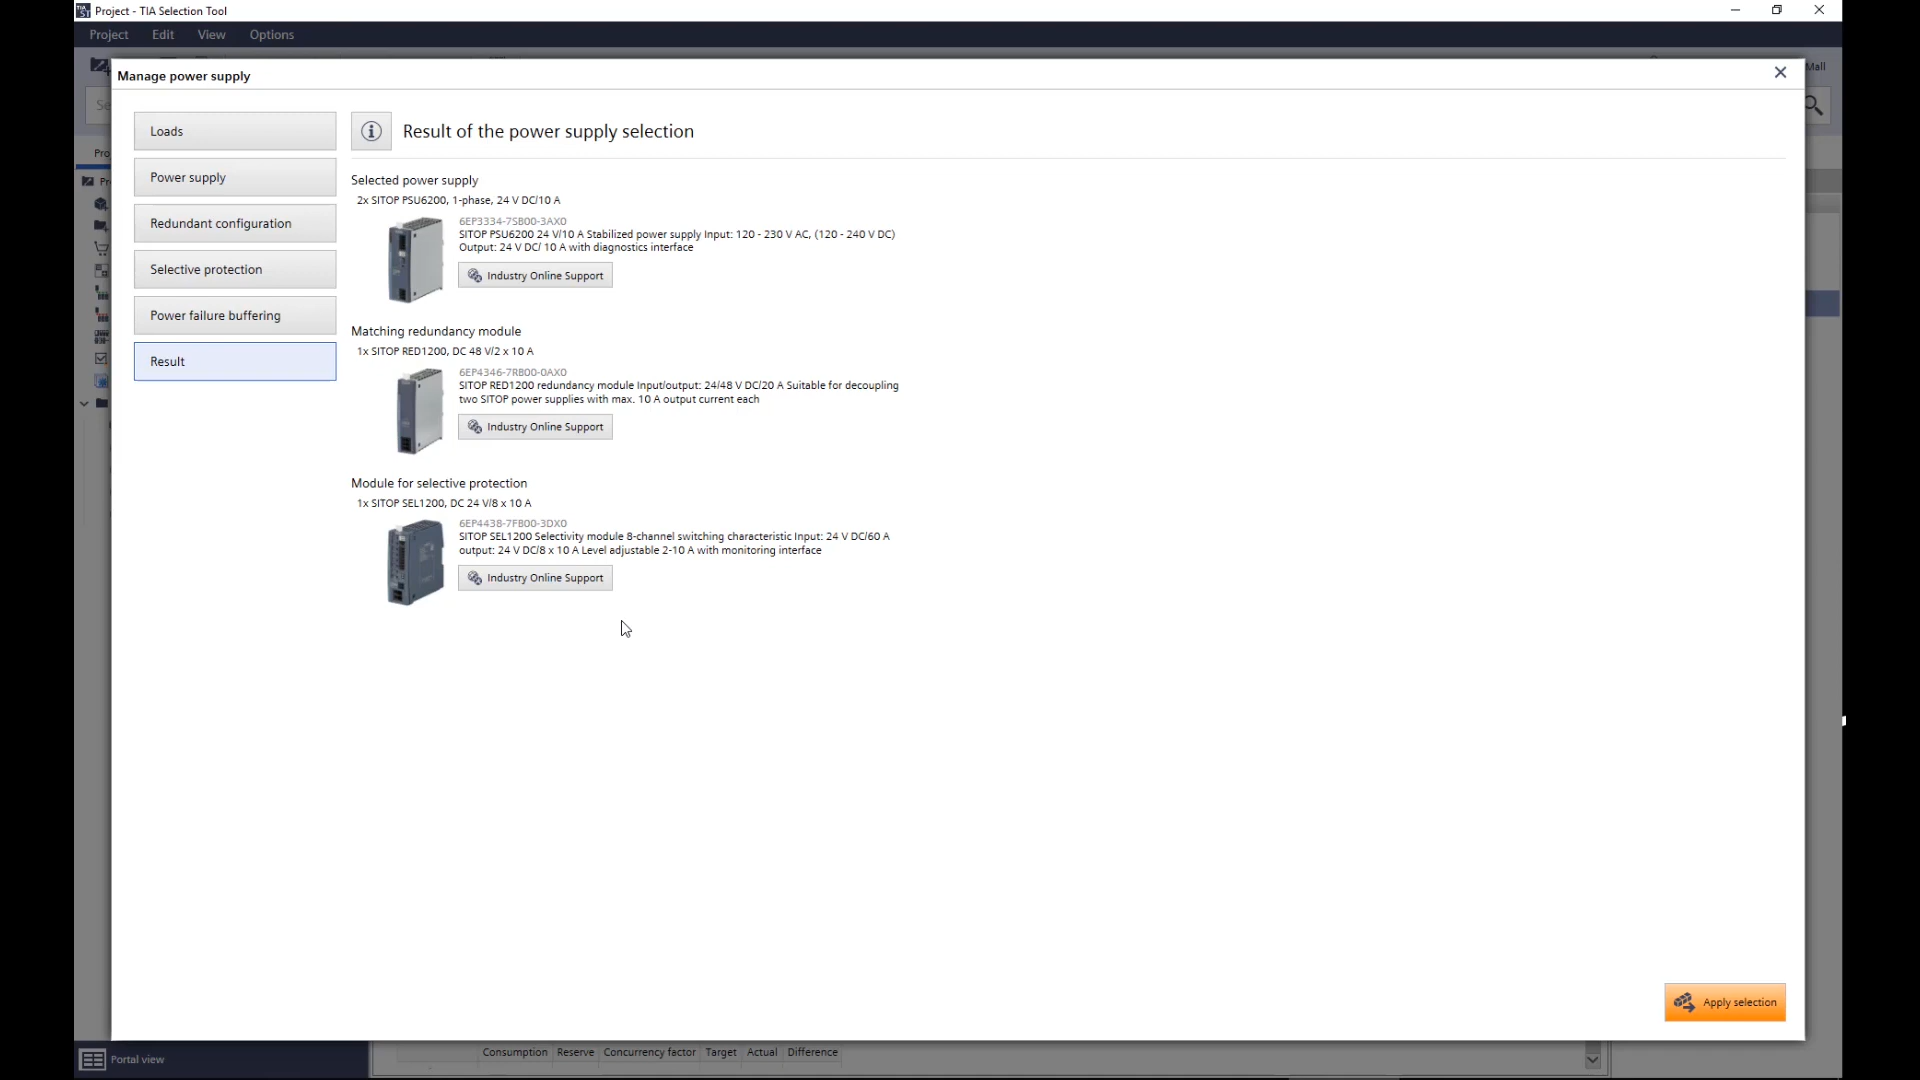 Project - TIA Selection Tool
Project Edit View Options
Mall
Manage power supply
Se
Loads
Result of the power supply selection
Pro
Power supply
Selected power supply
Pr
2x SITOP PSU6200, 1-phase, 24 V DC/10 A
Redundant configuration
6EP3334-7SB00-3AX0
SITOP PSU6200 24 V/10 A Stabilized power supply Input: 120 - 230 V AC, (120 - 240 V DC)
Output: 24 V DC/ 10 A with diagnostics interface
Selective protection
Industry Online Support
Power failure buffering
Matching redundancy module
1x SITOP RED1200, DC 48 V/2 x 10 A
Result
6EP4346-7RB00-0AX0
SITOP RED1200 redundancy module Input/output: 24/48 V DC/20 A Suitable for decoupling
two SITOP power supplies with max. 10 A output current each
Industry Online Support
Module for selective protection
1x SITOP SEL1200, DC 24 V/8 x 10 A
6EP4438-7FB00-3DX0
SITOP SEL1200 Selectivity module 8-channel switching characteristic Input: 24 V DC/60 A
output: 24 V DC/8 x 10 A Level adjustable 2-10 A with monitoring interface
Industry Online Support
Apply selection
Portal view
Consumption Reserve Concurrency factor Target Actual Difference